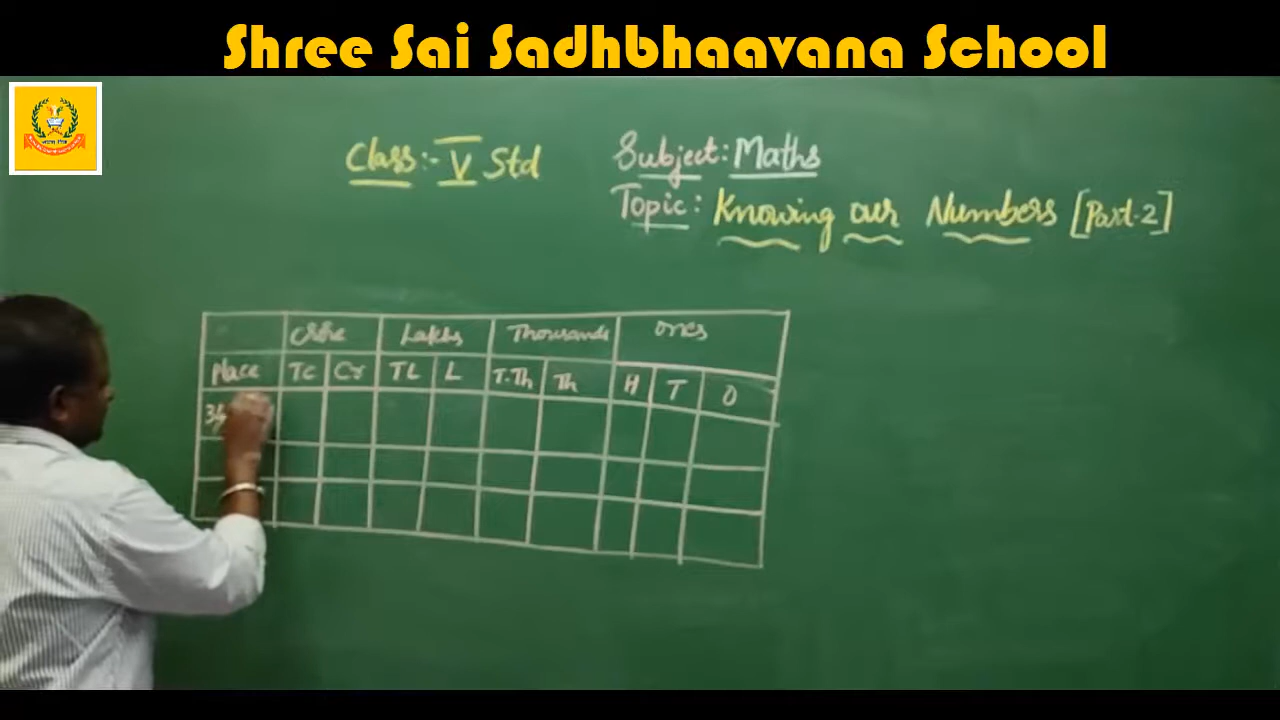 Shree Sai Sadhbhaavana School
Class:- V Std
Subject: Maths
Topic: Knowing our Numbers [Part-2]
Lakhs Thousands Ones
Place TC Cr TL L T.Th Th H T O